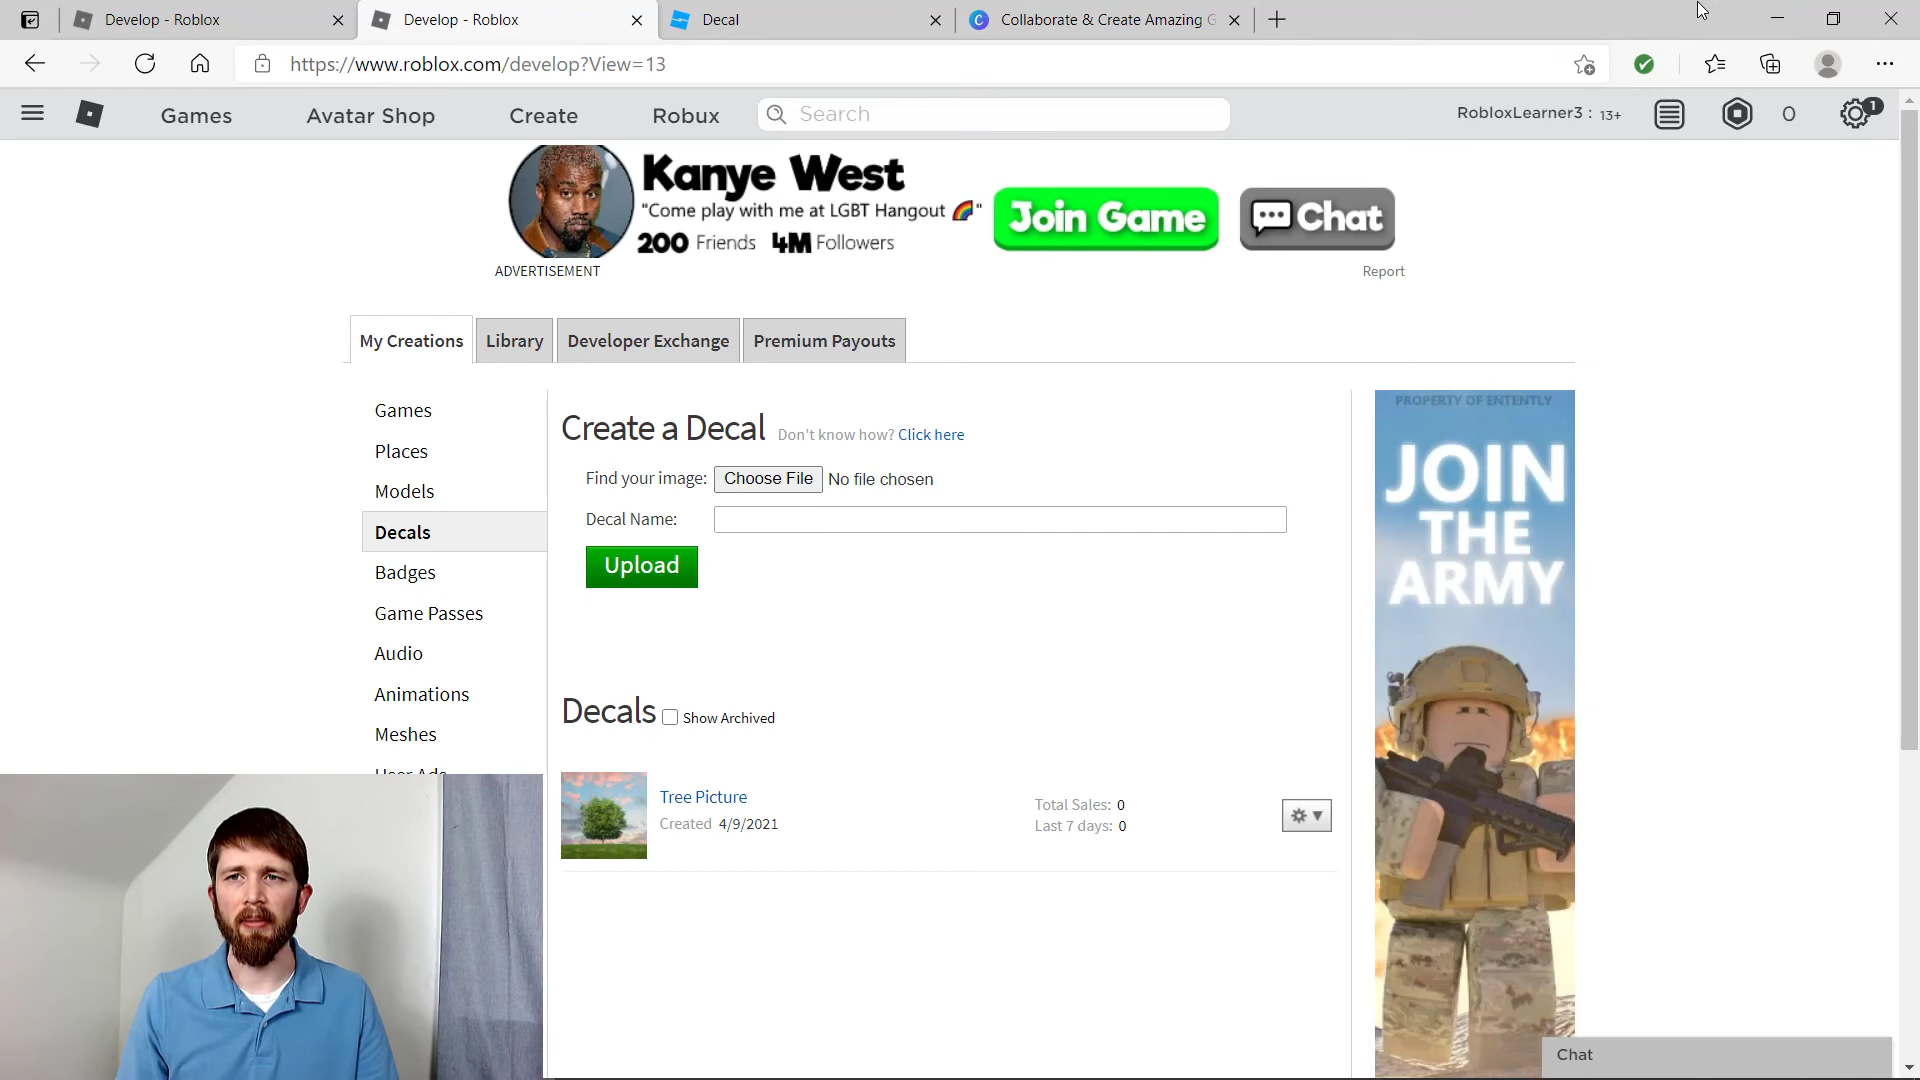 Develop - Roblox
Develop - Roblox
Decal
Collaborate & Create Amazing G
https://www.roblox.com/develop?View=13
Games
Avatar Shop
Create
Robux
Search
RobloxLearner3 : 13+
0
1
Kanye West
"Come play with me at LGBT Hangout 🌈"
200 Friends 4M Followers
Join Game
Chat
ADVERTISEMENT
Report
My Creations
Library
Developer Exchange
Premium Payouts
Games
Places
Models
Decals
Badges
Game Passes
Audio
Animations
Meshes
User Ads
Create a Decal Don't know how? Click here
Find your image: Choose File No file chosen
Decal Name:
Upload
Decals Show Archived
Tree Picture
Created 4/9/2021
Total Sales: 0
Last 7 days: 0
PROPERTY OF ENTENTLY
JOIN
THE
ARMY
Chat